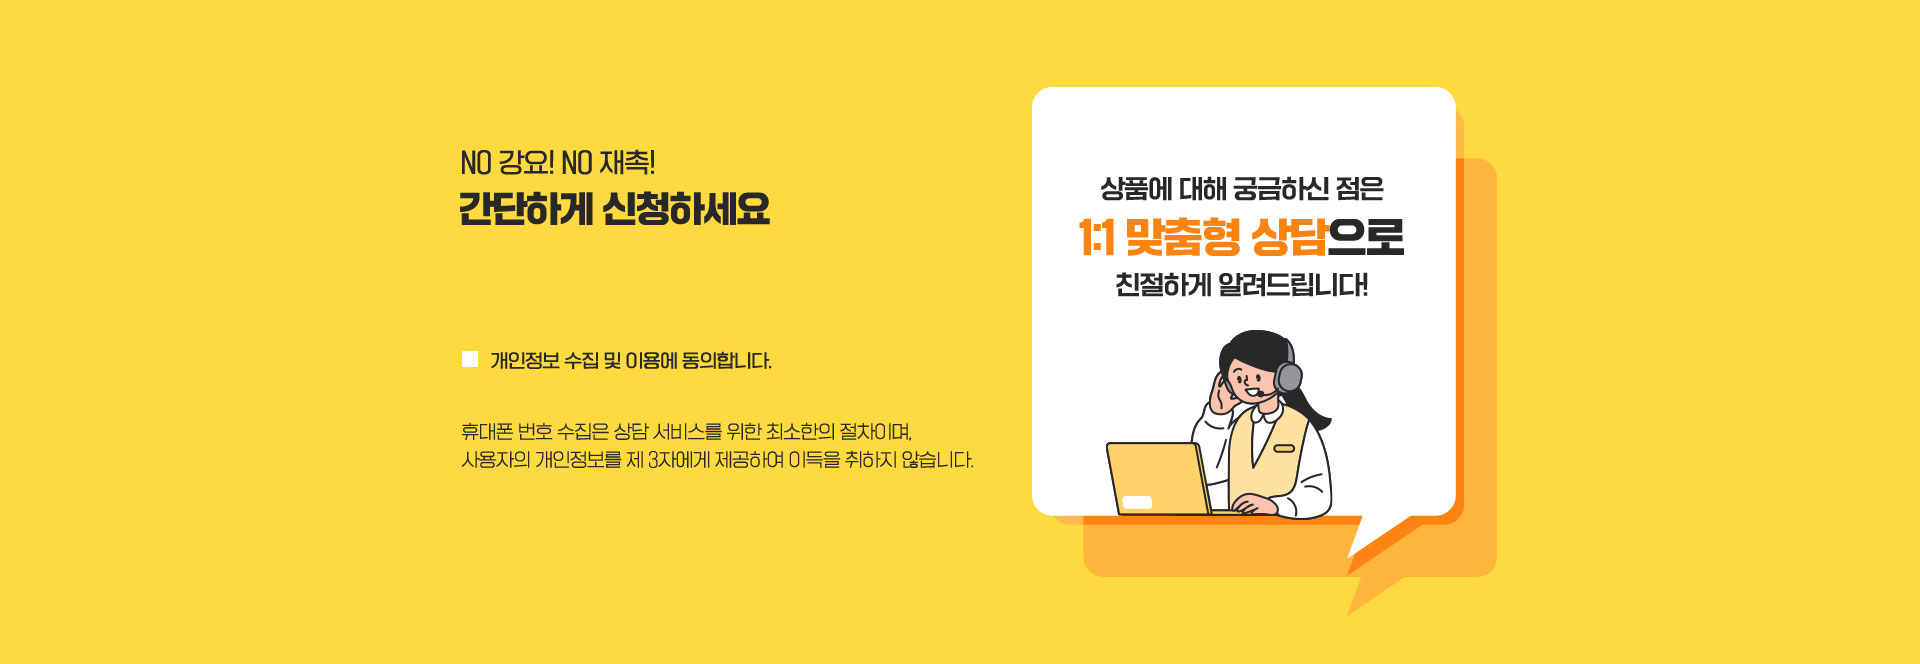 NO 강요! NO 재촉!
간단하게 신청하세요
개인정보 수집 및 이용에 동의합니다.
휴대폰 번호 수집은 상담 서비스를 위한 최소한의 절차이며,
사용자의 개인정보를 제 3자에게 제공하여 이득을 취하지 않습니다.
상품에 대해 궁금하신 점은
1:1 맞춤형 상담으로
친절하게 알려드립니다!